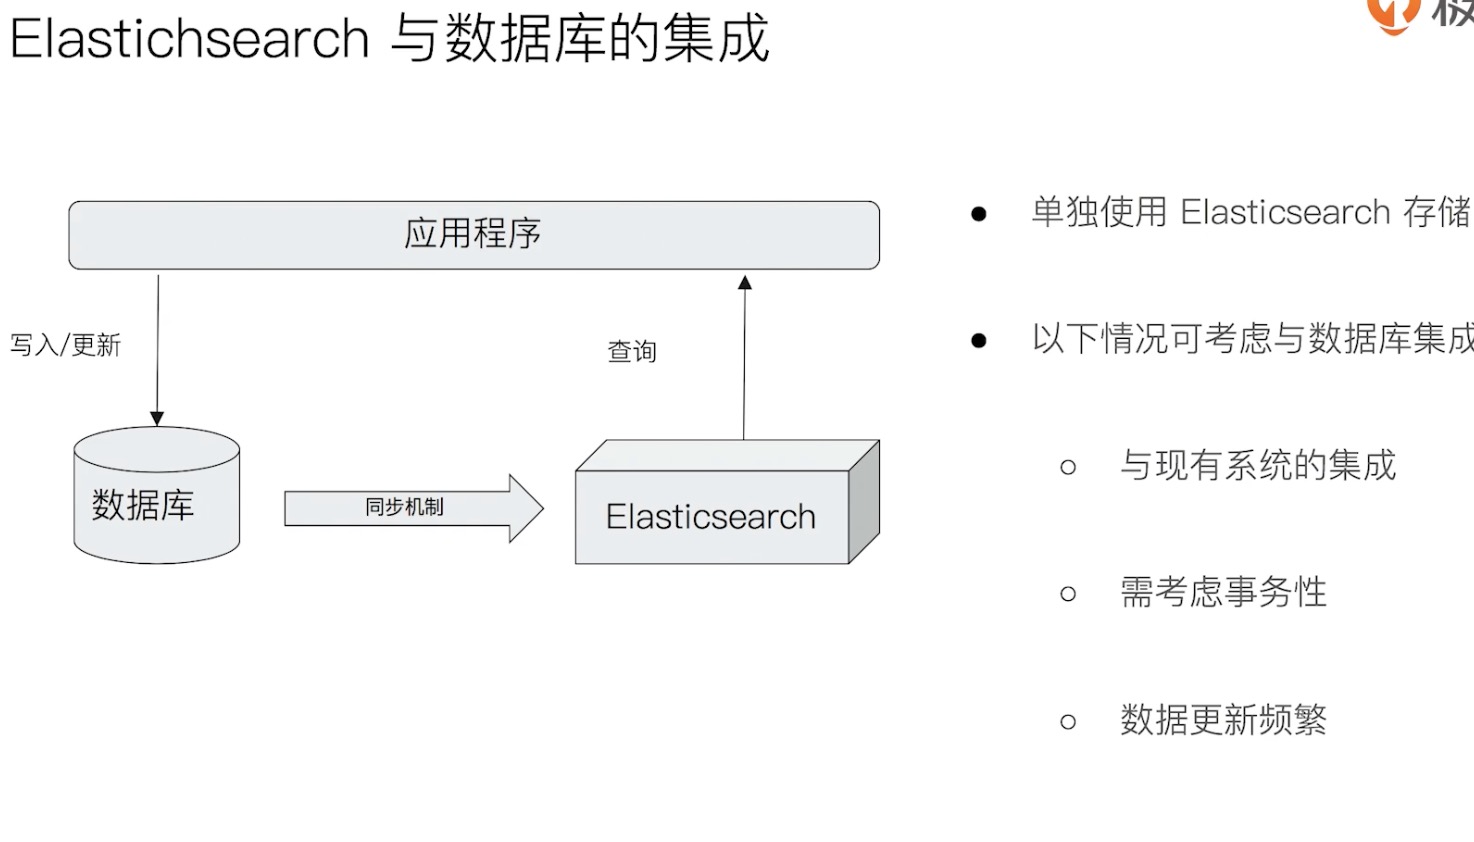 Elastichsearch 与数据库的集成
应用程序
写入/更新
查询
数据库
同步机制
Elasticsearch
单独使用 Elasticsearch 存储
以下情况可考虑与数据库集成
与现有系统的集成
需考虑事务性
数据更新频繁